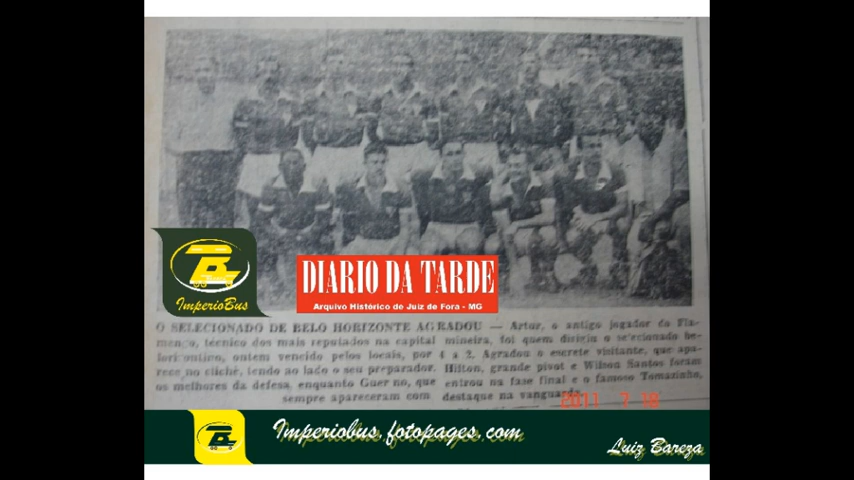 ImperioBus
DIARIO DA TARDE
Arquivo Histórico de Juiz de Fora - MG
O SELECIONADO DE BELO HORIZONTE AGRADOU — Artur, o antigo jogador do Fla-
mengo, técnico dos mais reputados na capital
lorizontino, ontem vencido pelos locais, por
rece no clichê, tendo ao lado o seu preparador.
os melhores da defesa, enquanto que
sempre apareceram com
mineira, foi quem dirigiu o selecionado be-
4 a 2. Agradou o escrete visitante, que apa-
Hilton, grande pivot e Wilson Santos foram
entrou na fase final e o famoso Tomazinho,
destaque na vanguarda.
2011 7 18
Imperiobus.fotopages.com
Luiz Bareza